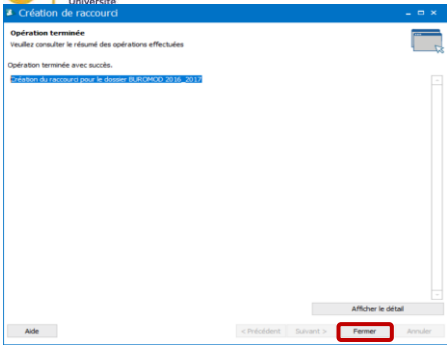 Université
Création de raccourci
Opération terminée
Veuillez consulter le résumé des opérations effectuées
Opération terminée avec succès.
Création du raccourci pour le dossier BUROMOD 2016_2017
Afficher le détail
Aide
< Précédent Suivant > Fermer Annuler